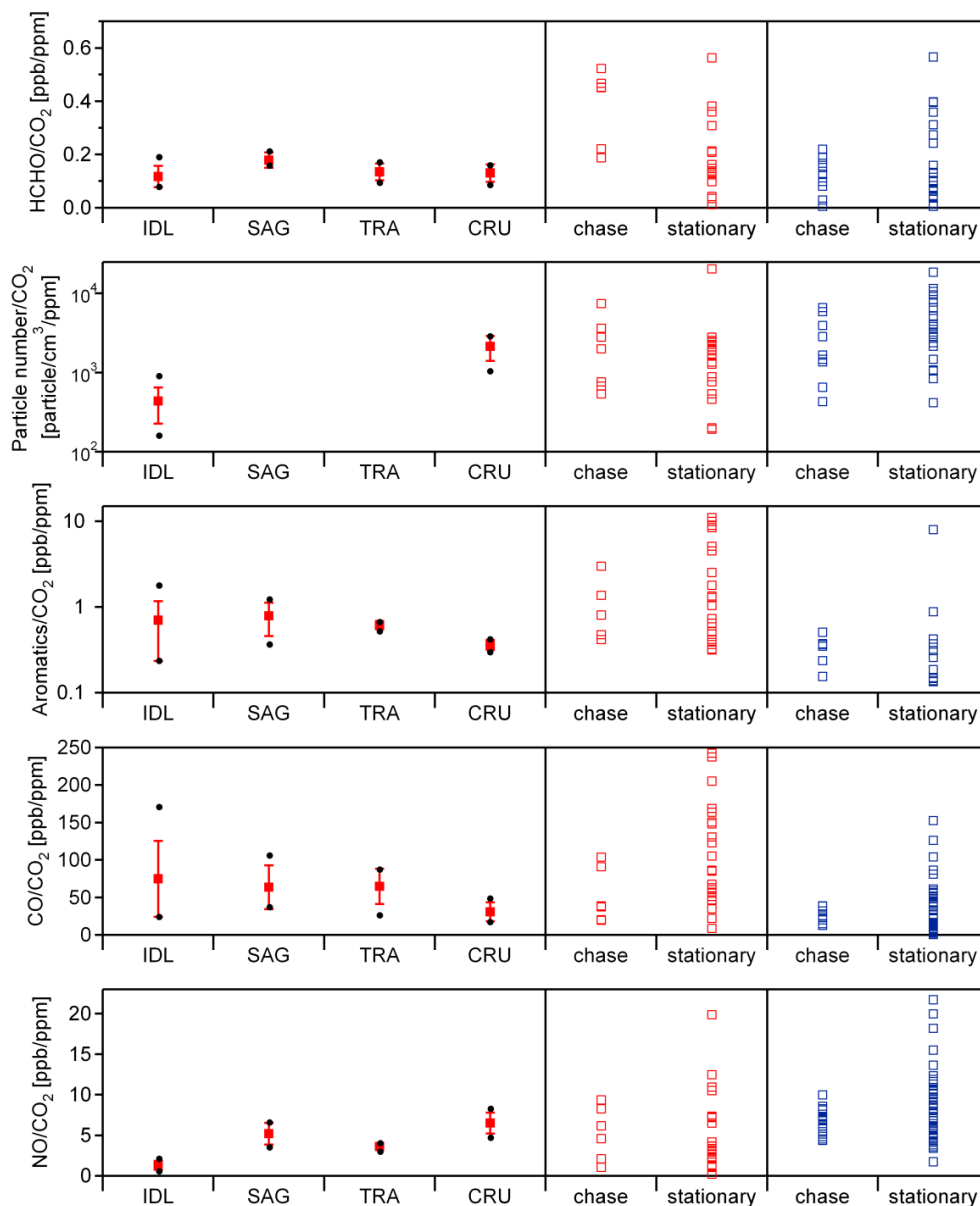 HCHO/CO2 [ppb/ppm]
0.6
0.4
0.2
0.0
IDL SAG TRA CRU chase stationary chase stationary
Particle number/CO2
[particle/cm3/ppm]
10^4
10^3
10^2
IDL SAG TRA CRU chase stationary chase stationary
Aromatics/CO2 [ppb/ppm]
10
1
0.1
IDL SAG TRA CRU chase stationary chase stationary
CO/CO2 [ppb/ppm]
250
200
150
100
50
0
IDL SAG TRA CRU chase stationary chase stationary
NO/CO2 [ppb/ppm]
20
15
10
5
0
IDL SAG TRA CRU chase stationary chase stationary